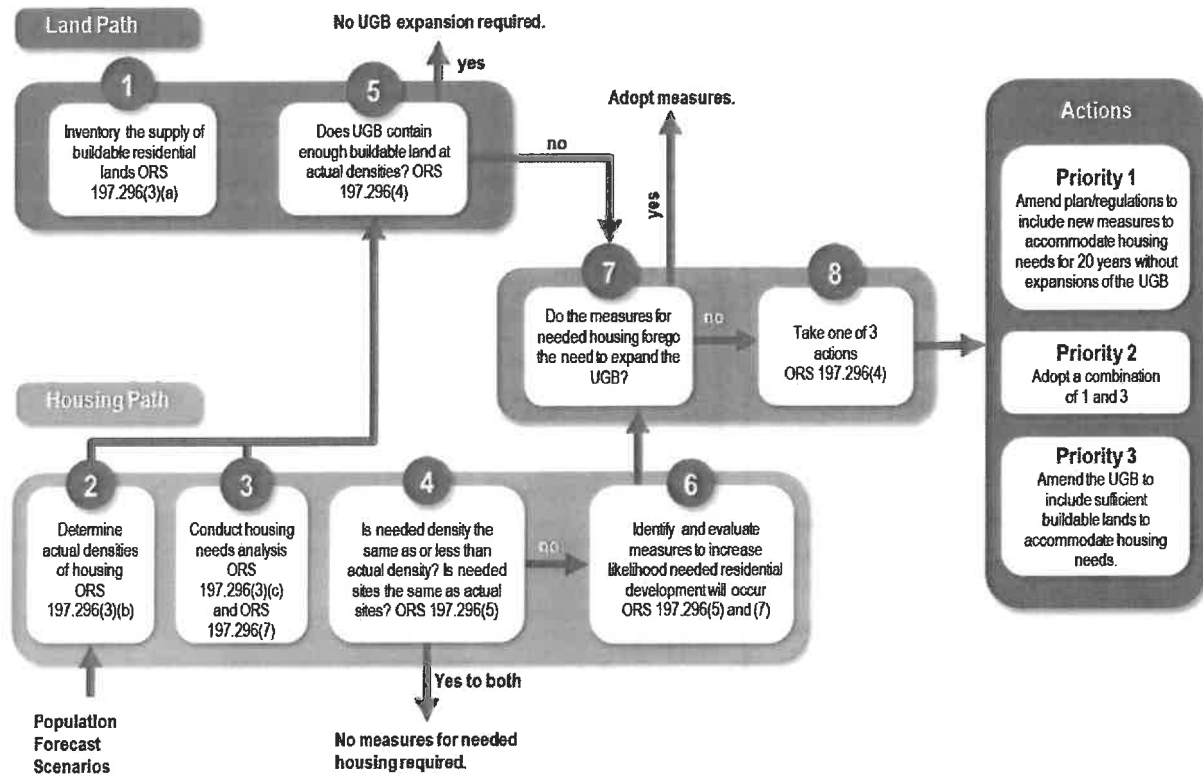 Land Path
No UGB expansion required.
yes
1
Inventory the supply of
buildable residential
lands ORS
197.296(3)(a)
5
Does UGB contain
enough buildable land at
actual densities? ORS
197.296(4)
no
Adopt measures.
yes
7
Do the measures for
needed housing forego
the need to expand the
UGB?
no
8
Take one of 3
actions
ORS 197.296(4)
Actions
Priority 1
Amend plan/regulations to
include new measures to
accommodate housing
needs for 20 years without
expansions of the UGB
Priority 2
Adopt a combination
of 1 and 3
Priority 3
Amend the UGB to
include sufficient
buildable lands to
accommodate housing
needs.
Housing Path
2
Determine
actual densities
of housing
ORS
197.296(3)(b)
3
Conduct housing
needs analysis
ORS
197.296(3)(c)
and ORS
197.296(7)
4
Is needed density the
same as or less than
actual density? Is needed
sites the same as actual
sites? ORS 197.296(5)
no
6
Identify and evaluate
measures to increase
likelihood needed residential
development will occur
ORS 197.296(5) and (7)
Yes to both
No measures for needed
housing required.
Population
Forecast
Scenarios